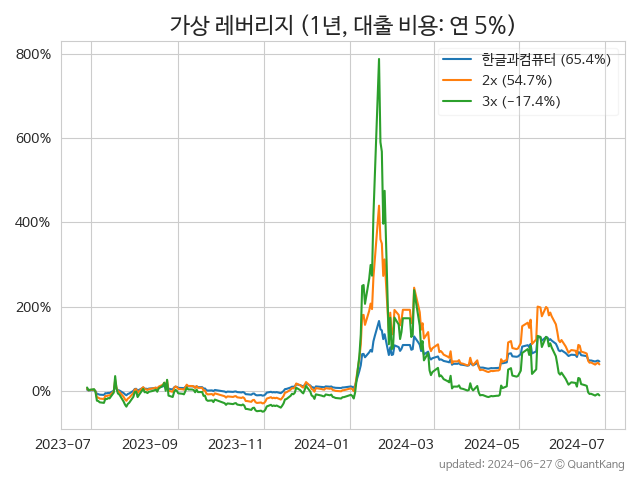 가상 레버리지 (1년, 대출 비용: 연 5%)
800%
600%
400%
200%
0%
한글과컴퓨터 (65.4%)
2x (54.7%)
3x (-17.4%)
2023-07
2023-09
2023-11
2024-01
2024-03
2024-05
2024-07
updated: 2024-06-27 © QuantKang